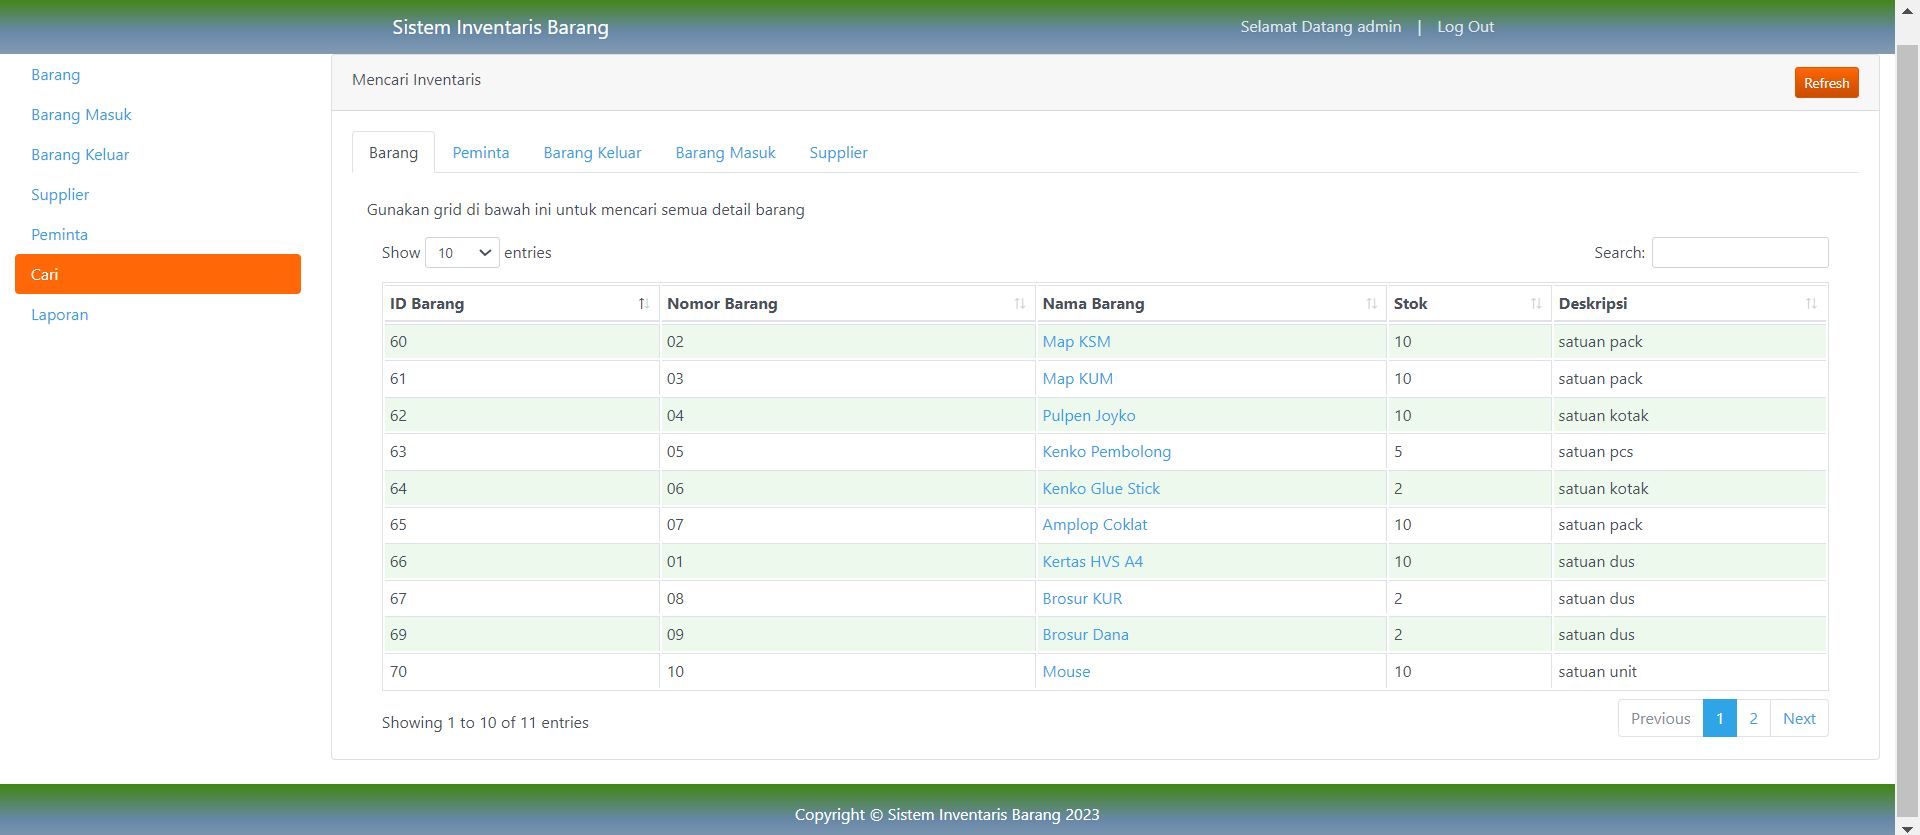 Sistem Inventaris Barang
Selamat Datang admin | Log Out
Barang
Barang Masuk
Barang Keluar
Supplier
Peminta
Cari
Laporan
Mencari Inventaris
Refresh
Barang Peminta Barang Keluar Barang Masuk Supplier
Gunakan grid di bawah ini untuk mencari semua detail barang
Show 10 entries
Search:
ID Barang Nomor Barang Nama Barang Stok Deskripsi
60 02 Map KSM 10 satuan pack
61 03 Map KUM 10 satuan pack
62 04 Pulpen Joyko 10 satuan kotak
63 05 Kenko Pembolong 5 satuan pcs
64 06 Kenko Glue Stick 2 satuan kotak
65 07 Amplop Coklat 10 satuan pack
66 01 Kertas HVS A4 10 satuan dus
67 08 Brosur KUR 2 satuan dus
69 09 Brosur Dana 2 satuan dus
70 10 Mouse 10 satuan unit
Showing 1 to 10 of 11 entries
Previous 1 2 Next
Copyright © Sistem Inventaris Barang 2023